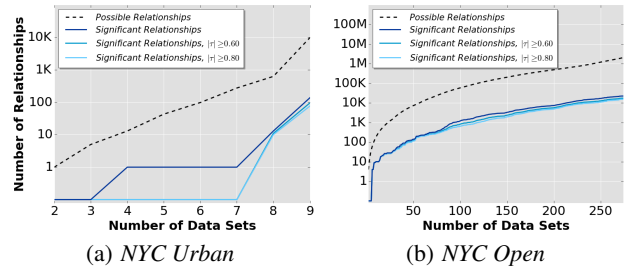 Possible Relationships
Significant Relationships
Significant Relationships, |τ| ≥0.60
Significant Relationships, |τ| ≥0.80
Number of Relationships
10K
1K
100
10
1
2 3 4 5 6 7 8 9
Number of Data Sets
(a) NYC Urban
Possible Relationships
Significant Relationships
Significant Relationships, |τ| ≥0.60
Significant Relationships, |τ| ≥0.80
100M
10M
1M
100K
10K
1K
100
10
1
50 100 150 200 250
Number of Data Sets
(b) NYC Open